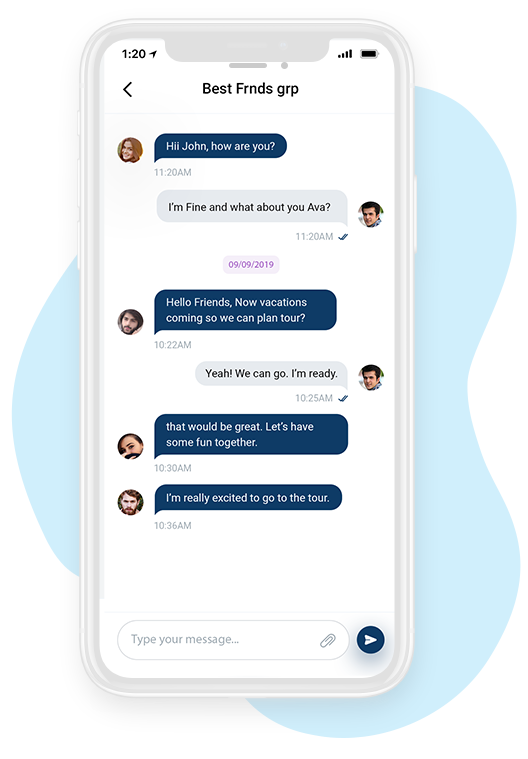 1:20
Best Frnds grp
Hii John, how are you?
11:20AM
I'm Fine and what about you Ava?
11:20AM
09/09/2019
Hello Friends, Now vacations
coming so we can plan tour?
10:22AM
Yeah! We can go. I'm ready.
10:25AM
that would be great. Let's have
some fun together.
10:30AM
I'm really excited to go to the tour.
10:36AM
Type your message...